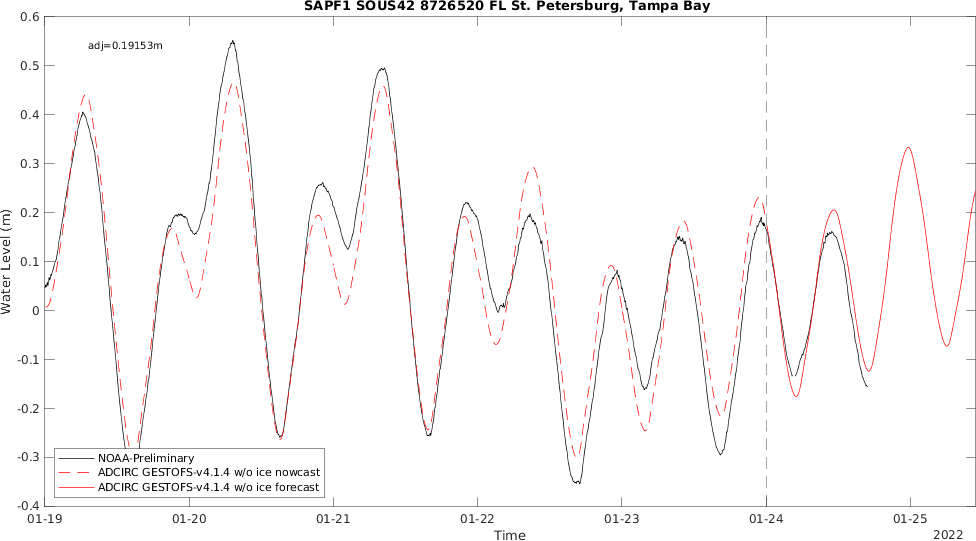 SAPF1 SOUS42 8726520 FL St. Petersburg, Tampa Bay
0.6
adj=0.19153m
0.5
0.4
0.3
0.2
0.1
0
-0.1
-0.2
-0.3
-0.4
Water Level (m)
NOAA-Preliminary
ADCIRC GESTOFS-v4.1.4 w/o ice nowcast
ADCIRC GESTOFS-v4.1.4 w/o ice forecast
01-19 01-20 01-21 01-22 01-23 01-24 01-25
Time
2022